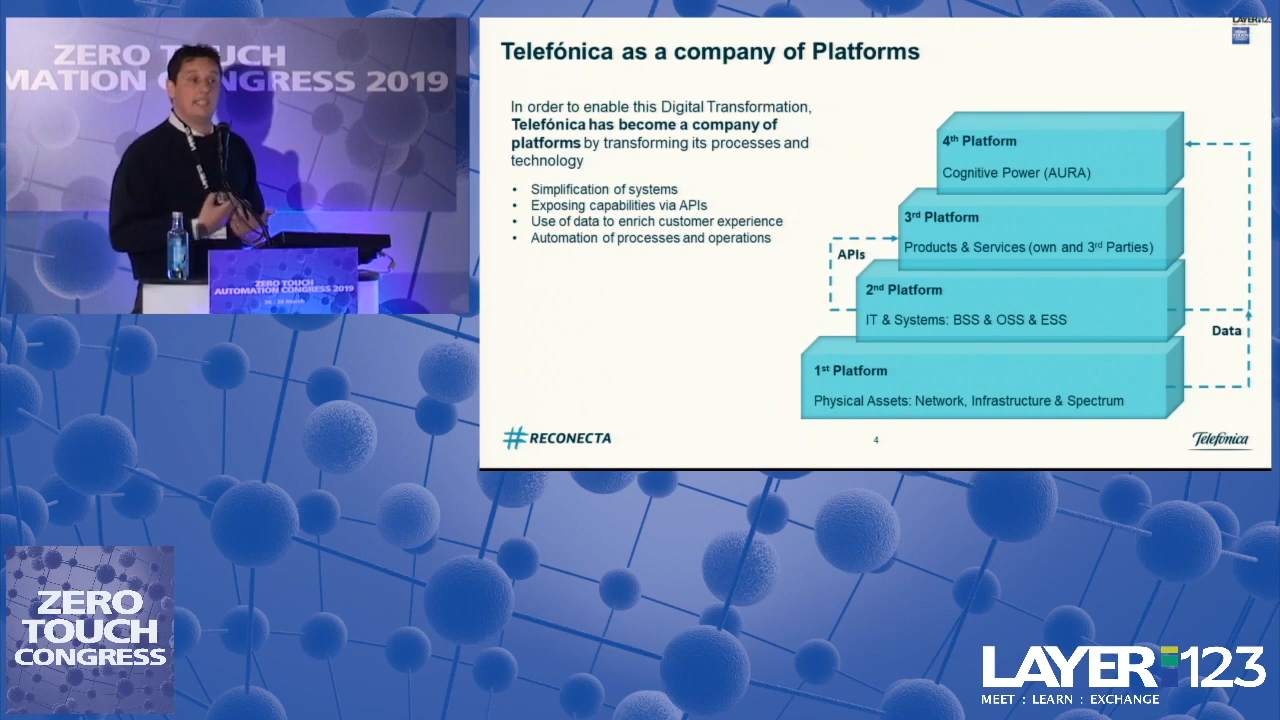 ZERO TOUCH
MATION CONGRESS 2019
ZERO TOUCH
AUTOMATION CONGRESS 2019
LAYER123
Telefónica as a company of Platforms
In order to enable this Digital Transformation,
Telefónica has become a company of
platforms by transforming its processes and
technology
• Simplification of systems
• Exposing capabilities via APIs
• Use of data to enrich customer experience
• Automation of processes and operations
4th Platform
Cognitive Power (AURA)
3rd Platform
Products & Services (own and 3rd Parties)
APIs
2nd Platform
IT & Systems: BSS & OSS & ESS
Data
1st Platform
Physical Assets: Network, Infrastructure & Spectrum
#RECONECTA
4
Telefónica
ZERO
TOUCH
CONGRESS
LAYER123
MEET : LEARN : EXCHANGE